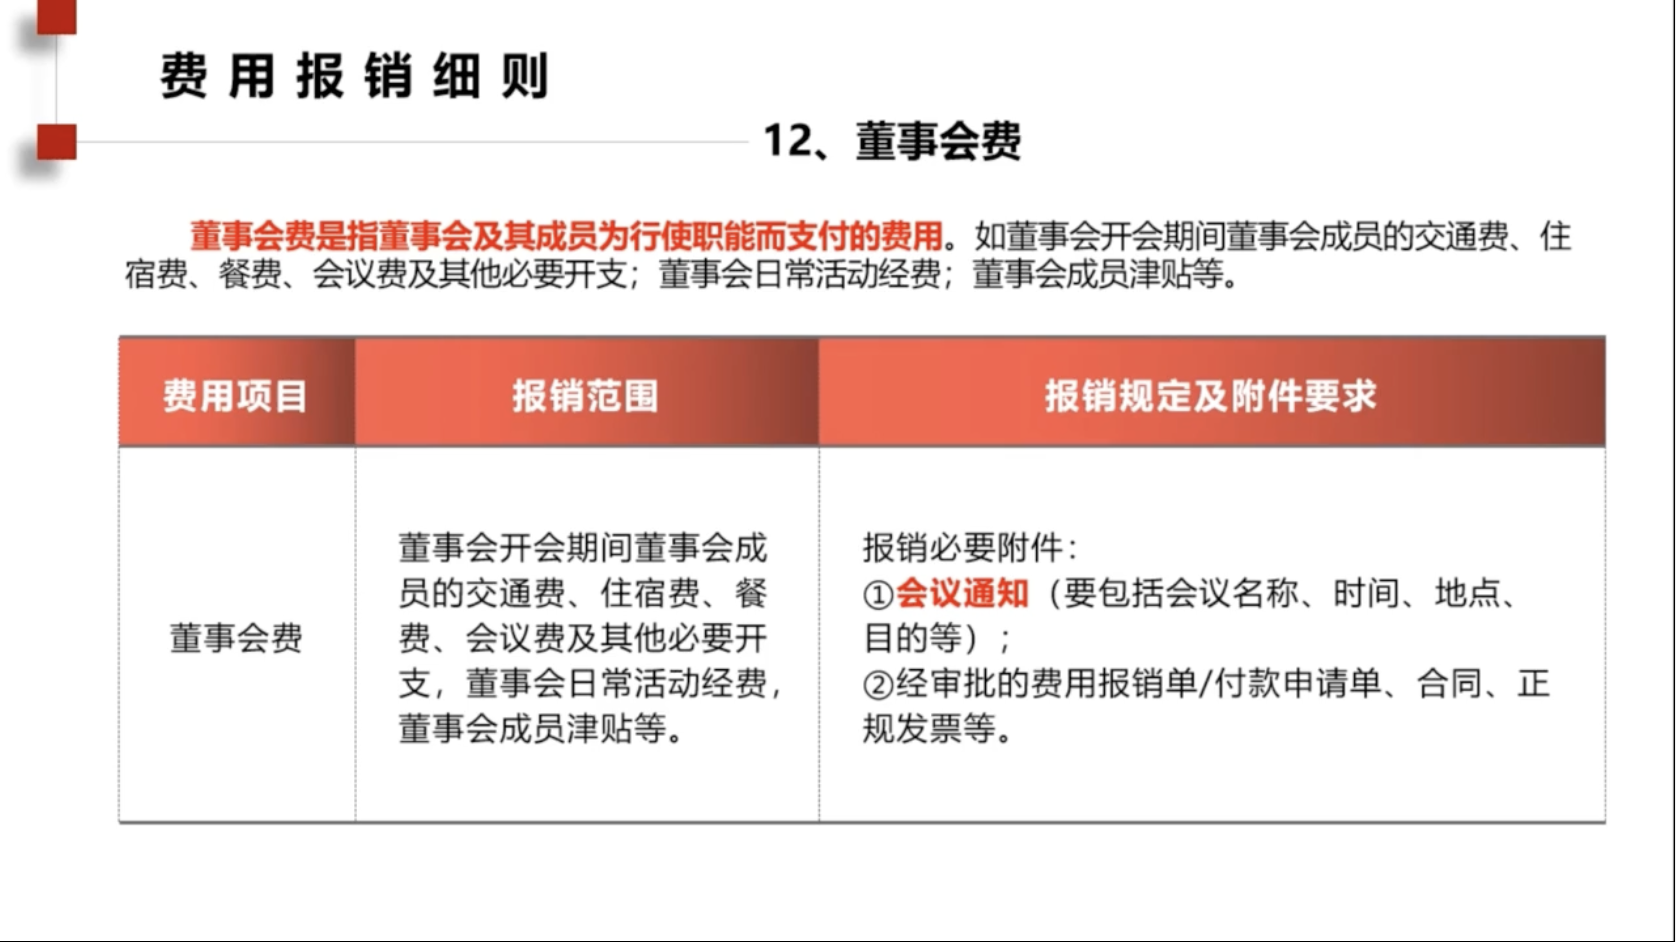 费用报销细则
12、董事会费
董事会费是指董事会及其成员为行使职能而支付的费用。如董事会开会期间董事会成员的交通费、住
宿费、餐费、会议费及其他必要开支；董事会日常活动经费；董事会成员津贴等。
费用项目
报销范围
报销规定及附件要求
董事会费
董事会开会期间董事会成
员的交通费、住宿费、餐
费、会议费及其他必要开
支，董事会日常活动经费，
董事会成员津贴等。
报销必要附件：
①会议通知（要包括会议名称、时间、地点、
目的等）；
②经审批的费用报销单/付款申请单、合同、正
规发票等。